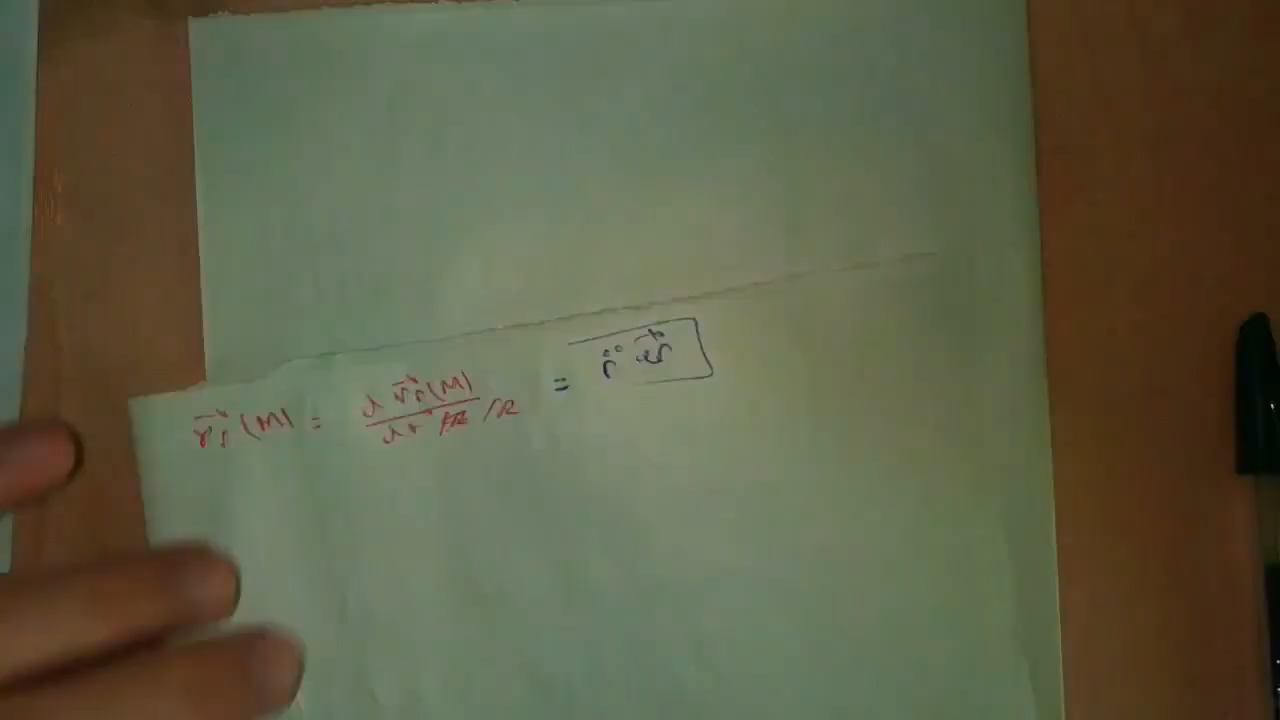 γ⃗r(M) = d v⃗r(M) / dt /R = r̈ u⃗r